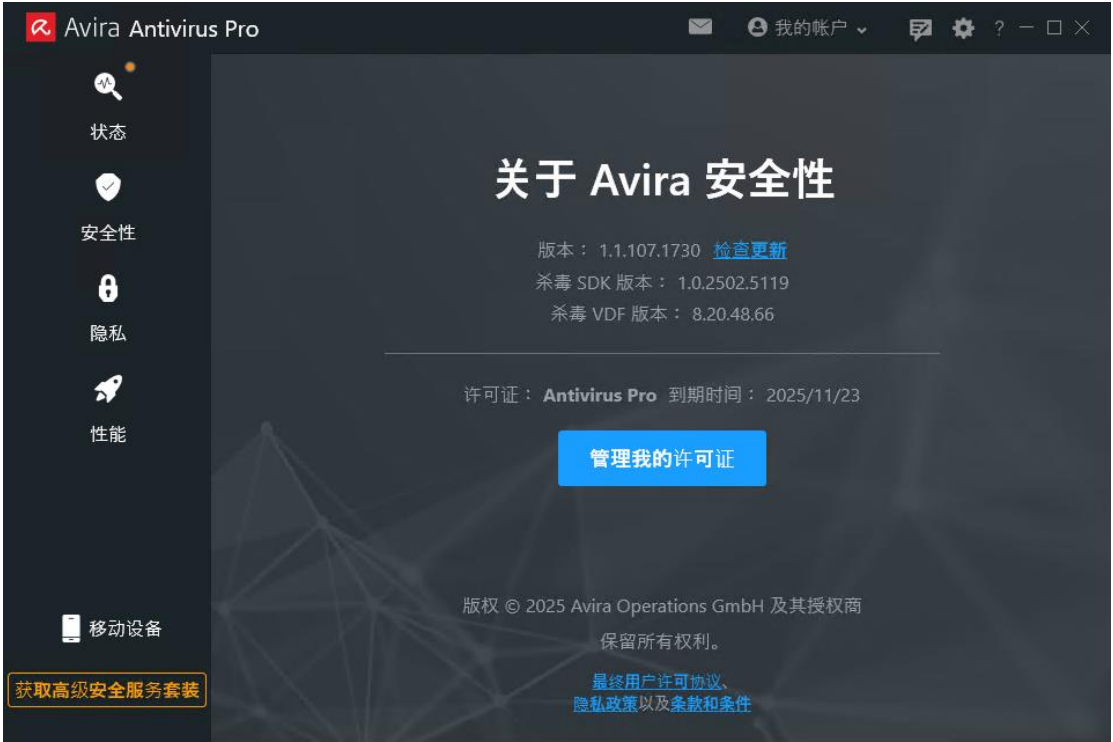 Avira Antivirus Pro
我的帐户
?
状态
安全性
隐私
性能
移动设备
获取高级安全服务套装
关于 Avira 安全性
版本： 1.1.107.1730 检查更新
杀毒 SDK 版本： 1.0.2502.5119
杀毒 VDF 版本： 8.20.48.66
许可证： Antivirus Pro 到期时间： 2025/11/23
管理我的许可证
版权 © 2025 Avira Operations GmbH 及其授权商
保留所有权利。
最终用户许可协议、
隐私政策以及条款和条件